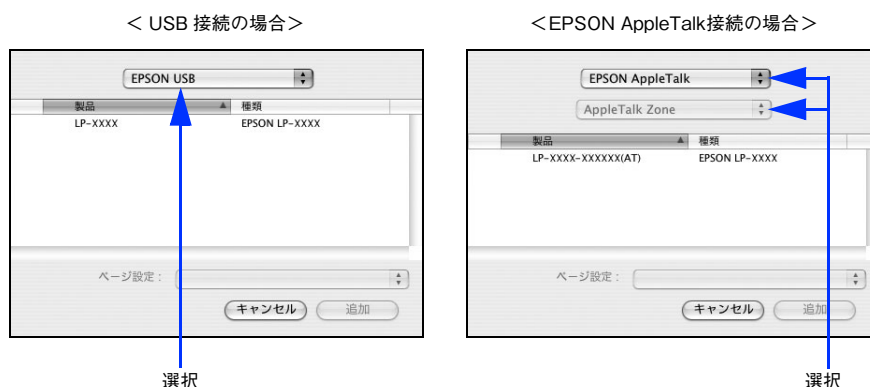 ＜ USB 接続の場合＞
EPSON USB
製品 種類
LP-XXXX EPSON LP-XXXX
ページ設定：
キャンセル 追加
選択
＜EPSON AppleTalk接続の場合＞
EPSON AppleTalk
AppleTalk Zone
製品 種類
LP-XXXX-XXXXXX(AT) EPSON LP-XXXX
ページ設定：
キャンセル 追加
選択